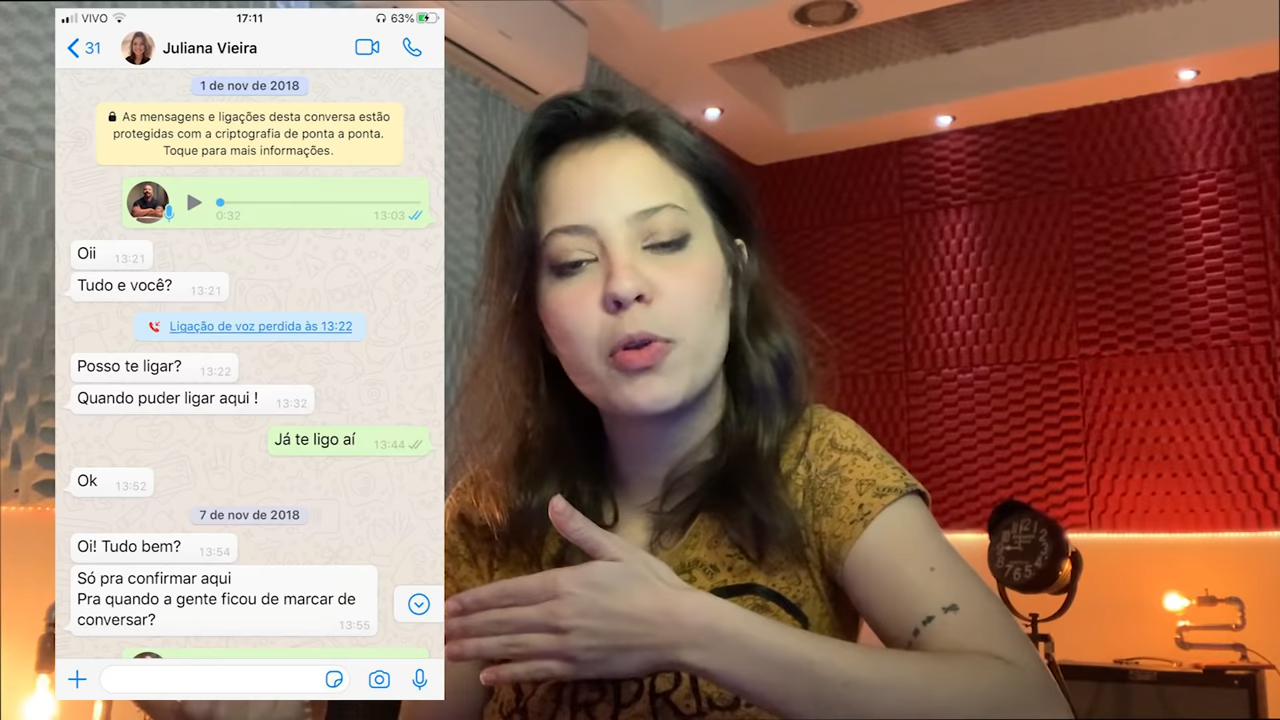 VIVO
17:11
63%
31
Juliana Vieira
1 de nov de 2018
As mensagens e ligações desta conversa estão
protegidas com a criptografia de ponta a ponta.
Toque para mais informações.
0:32
13:03
Oii
13:21
Tudo e você?
13:21
Ligação de voz perdida às 13:22
Posso te ligar?
13:22
Quando puder ligar aqui !
13:32
Já te ligo aí
13:44
Ok
13:52
7 de nov de 2018
Oi! Tudo bem?
13:54
Só pra confirmar aqui
Pra quando a gente ficou de marcar de
conversar?
13:55